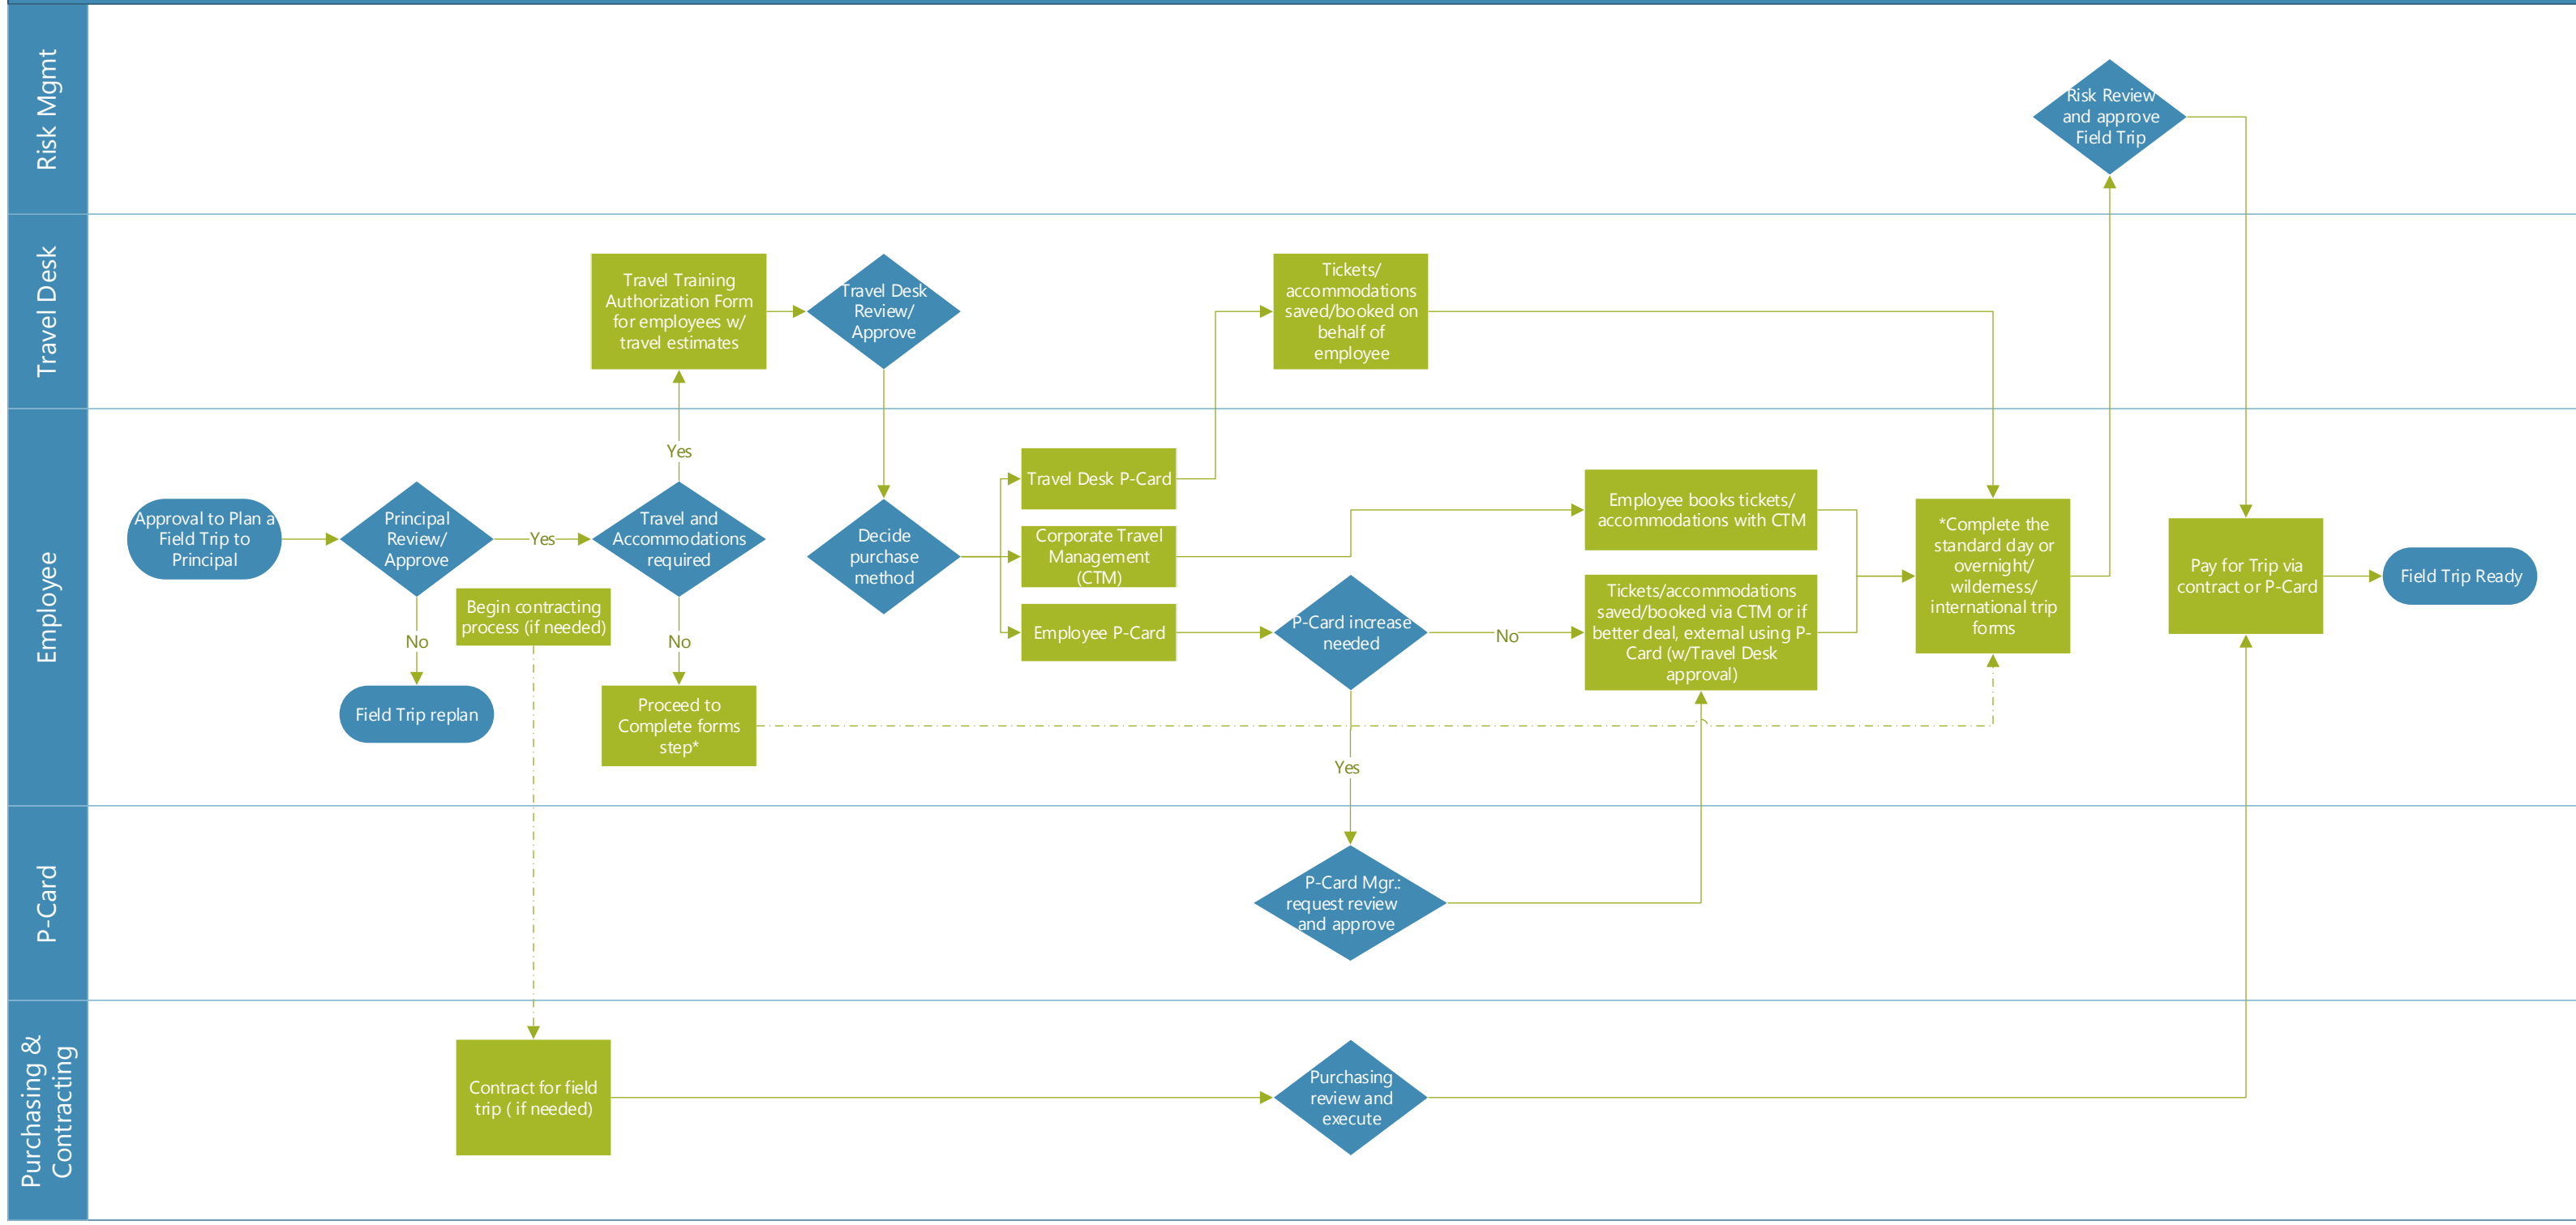 Risk Mgmt
Risk Review
and approve
Field Trip
Travel Desk
Travel Training
Authorization Form
for employees w/
travel estimates
Travel Desk
Review/
Approve
Tickets/
accommodations
saved/booked on
behalf of
employee
Employee
Approval to Plan a
Field Trip to
Principal
Principal
Review/
Approve
Yes
No
Field Trip replan
Begin contracting
process (if needed)
Travel and
Accommodations
required
Yes
No
Proceed to
Complete forms
step*
Decide
purchase
method
Travel Desk P-Card
Corporate Travel
Management
(CTM)
Employee P-Card
P-Card increase
needed
No
Yes
Employee books tickets/
accommodations with CTM
Tickets/accommodations
saved/booked via CTM or if
better deal, external using P-
Card (w/Travel Desk
approval)
*Complete the
standard day or
overnight/
wilderness/
international trip
forms
Pay for Trip via
contract or P-Card
Field Trip Ready
P-Card
P-Card Mgr.:
request review
and approve
Purchasing &
Contracting
Contract for field
trip ( if needed)
Purchasing
review and
execute